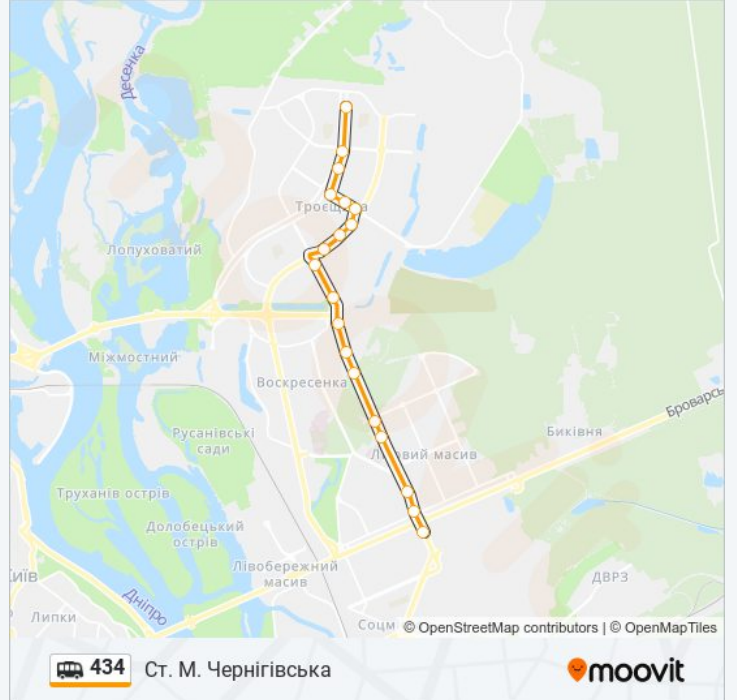 Десенка
Троєщина
Лопуховатий
Міжмостний
Воскресенка
Броварсь
Русанівські
сади
Биківня
Лісовий масив
Труханів острів
Долобецький
острів
Лівобережний
масив
Київ
ДВРЗ
Дніпро
Липки
Соцм
© OpenStreetMap contributors | © OpenMapTiles
434 Ст. М. Чернігівська
moovit